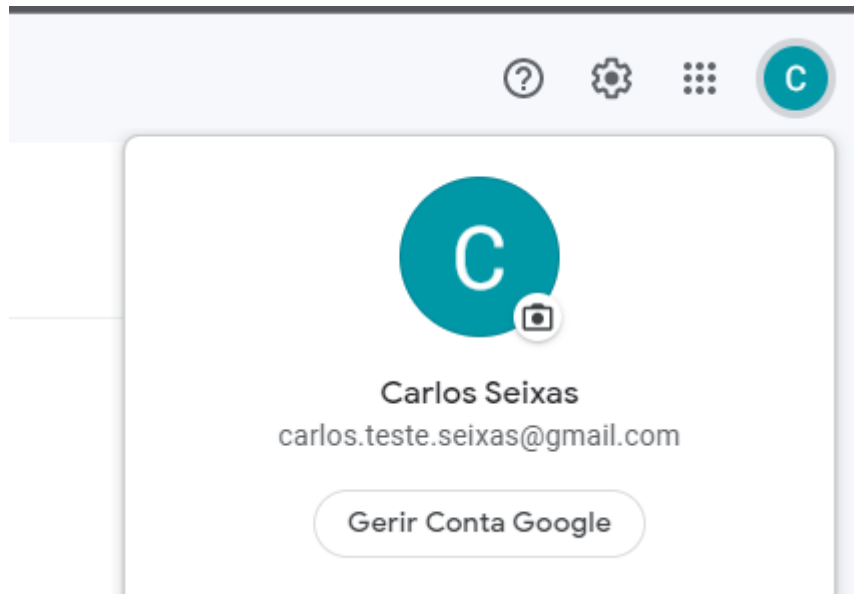 C
C
Carlos Seixas
carlos.teste.seixas@gmail.com
Gerir Conta Google